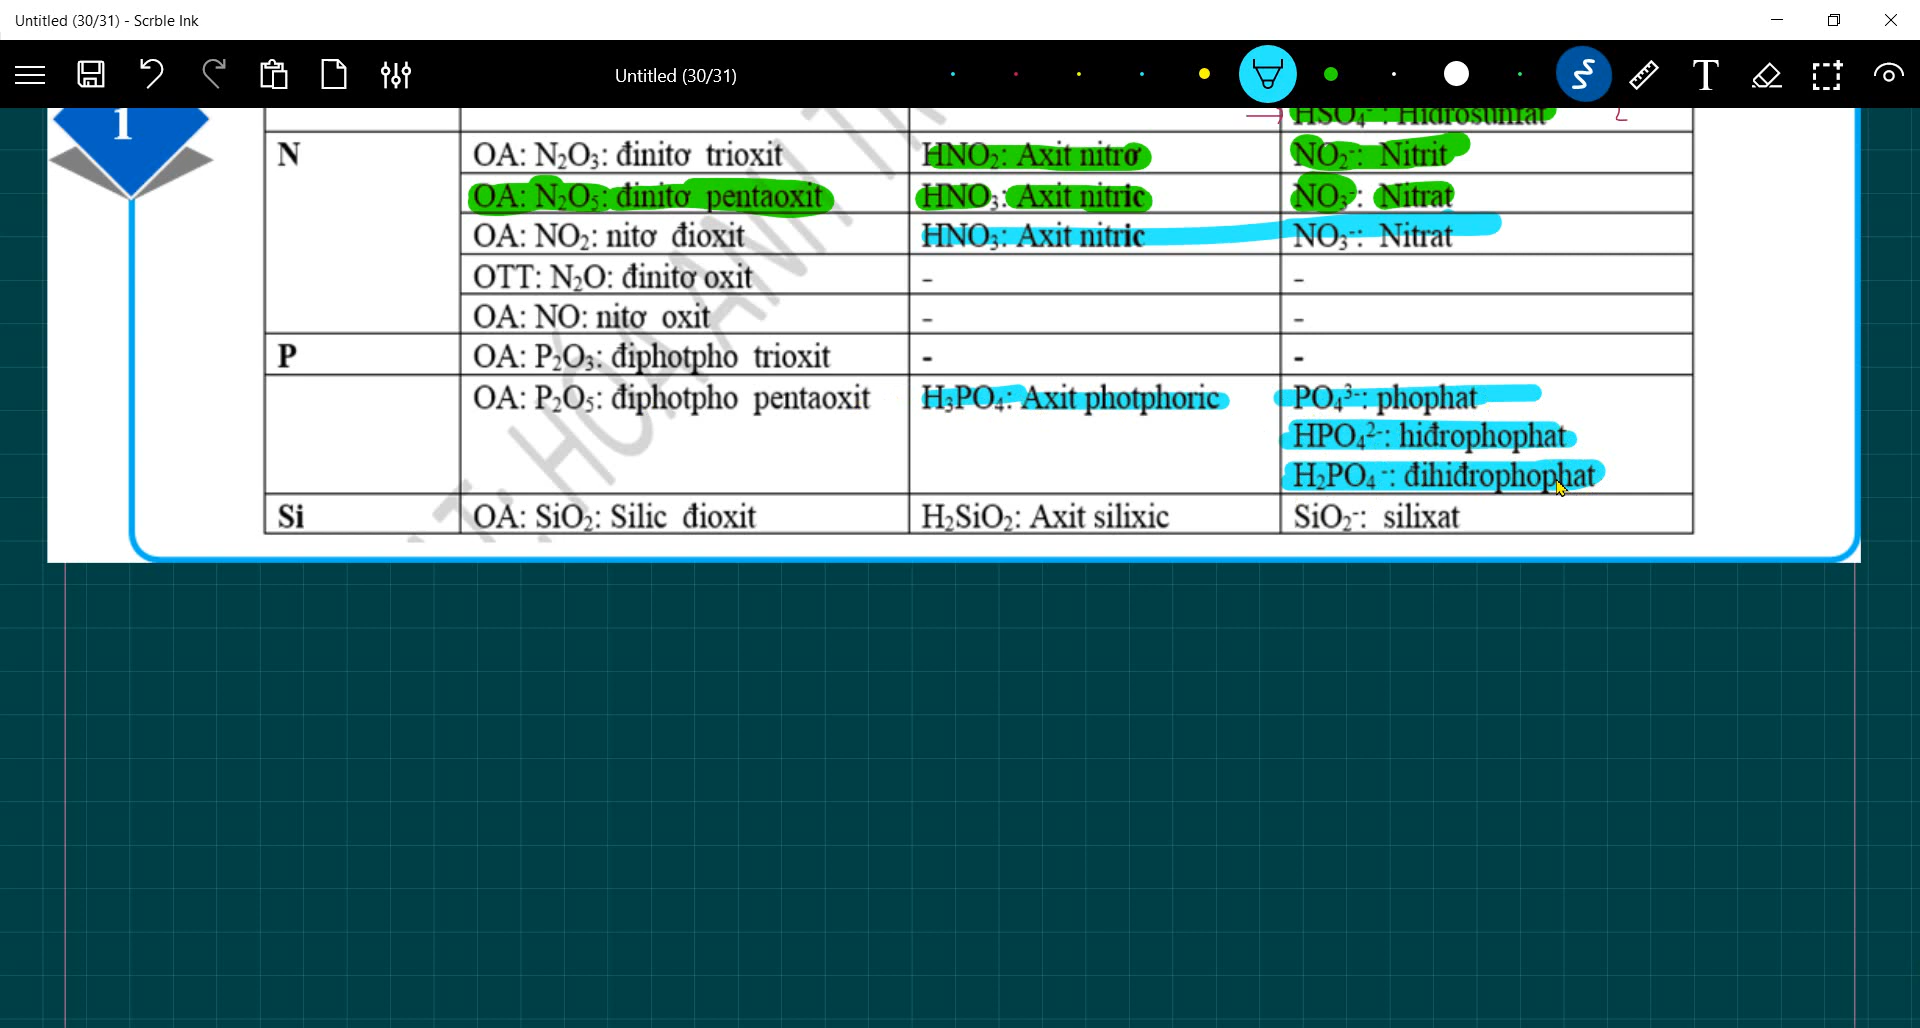 Untitled (30/31) - Scrble Ink
Untitled (30/31)
T
1
HSO₄⁻ : Hiđrosunfat
N
OA: N₂O₃: đinitơ trioxit
HNO₂: Axit nitrơ
NO₂⁻: Nitrit
OA: N₂O₅: đinitơ pentaoxit
HNO₃: Axit nitric
NO₃⁻: Nitrat
OA: NO₂: nitơ đioxit
HNO₃: Axit nitric
NO₃⁻: Nitrat
OTT: N₂O: đinitơ oxit
-
-
OA: NO: nitơ oxit
-
-
P
OA: P₂O₃: điphotpho trioxit
-
-
OA: P₂O₅: điphotpho pentaoxit
H₃PO₄: Axit photphoric
PO₄³⁻: phophat
HPO₄²⁻: hiđrophophat
H₂PO₄⁻: đihiđrophophat
Si
OA: SiO₂: Silic đioxit
H₂SiO₂: Axit silixic
SiO₂⁻: silixat